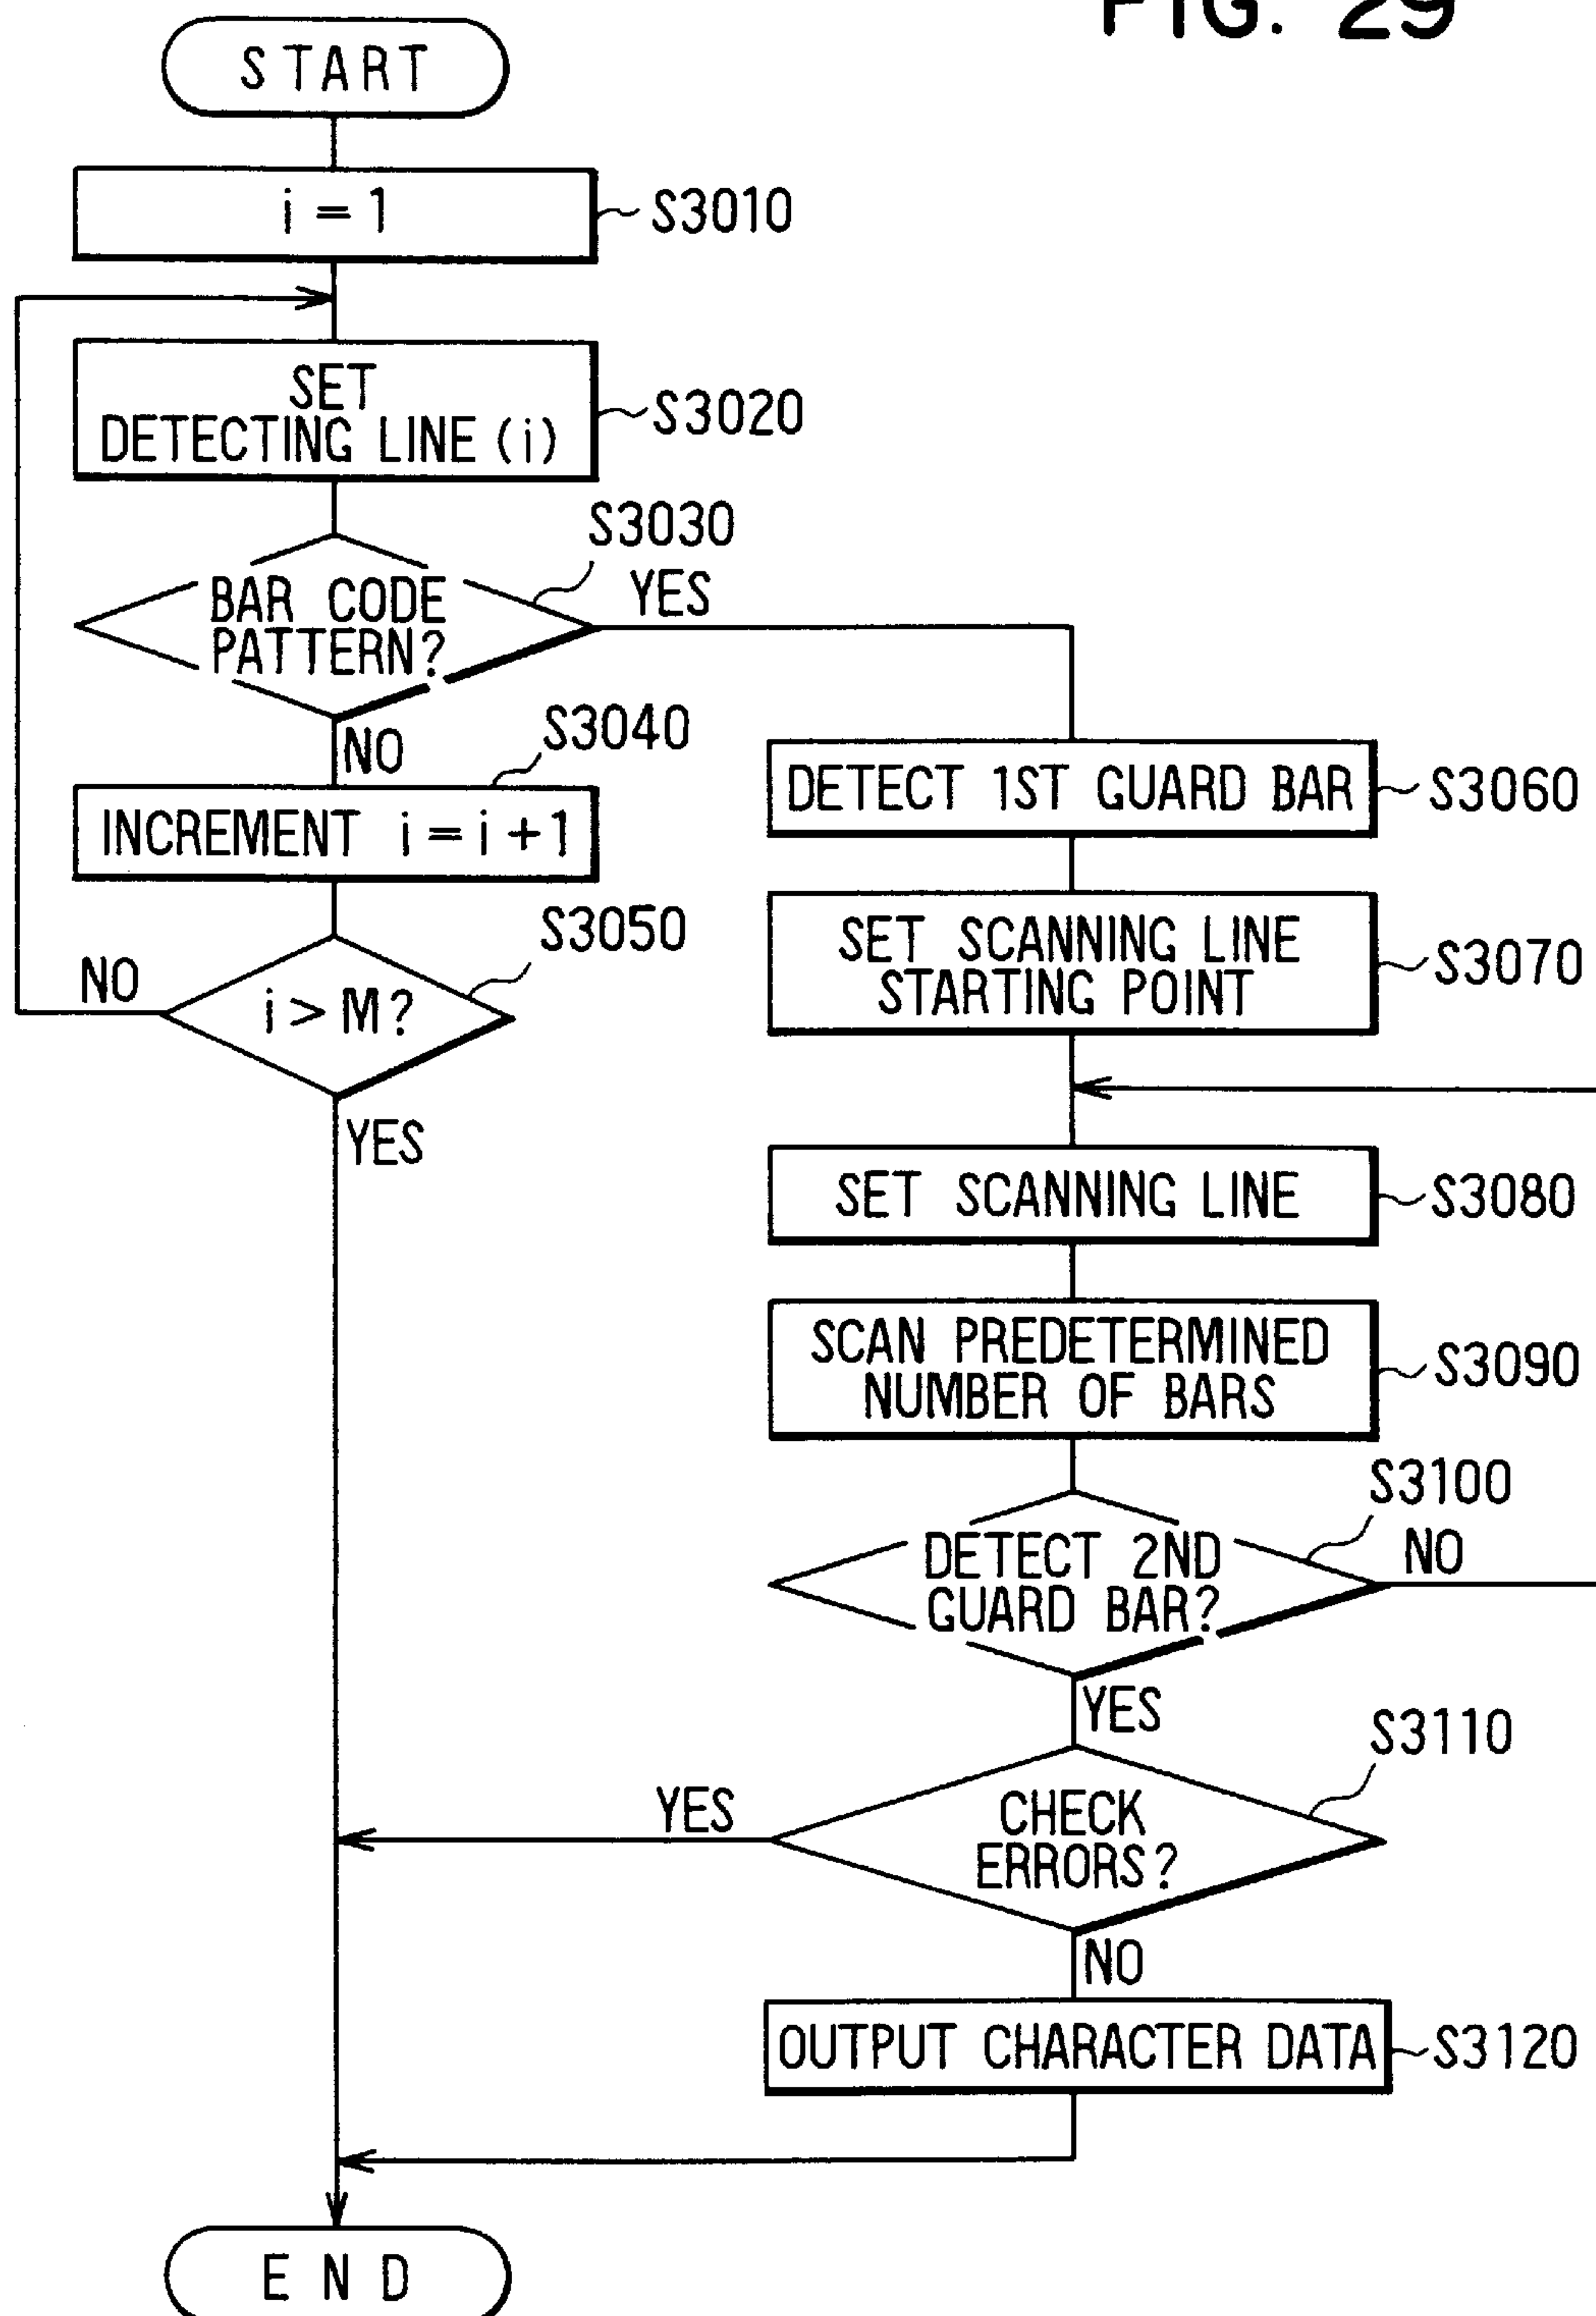 FIG. 29
START
i = 1
S3010
SET
DETECTING LINE (i)
S3020
S3030
BAR CODE
PATTERN?
YES
NO
S3040
INCREMENT i = i +1
S3050
NO
i > M?
YES
DETECT 1ST GUARD BAR
S3060
SET SCANNING LINE
STARTING POINT
S3070
SET SCANNING LINE
S3080
SCAN PREDETERMINED
NUMBER OF BARS
S3090
S3100
DETECT 2ND
GUARD BAR?
NO
YES
S3110
CHECK
ERRORS?
YES
NO
OUTPUT CHARACTER DATA
S3120
END